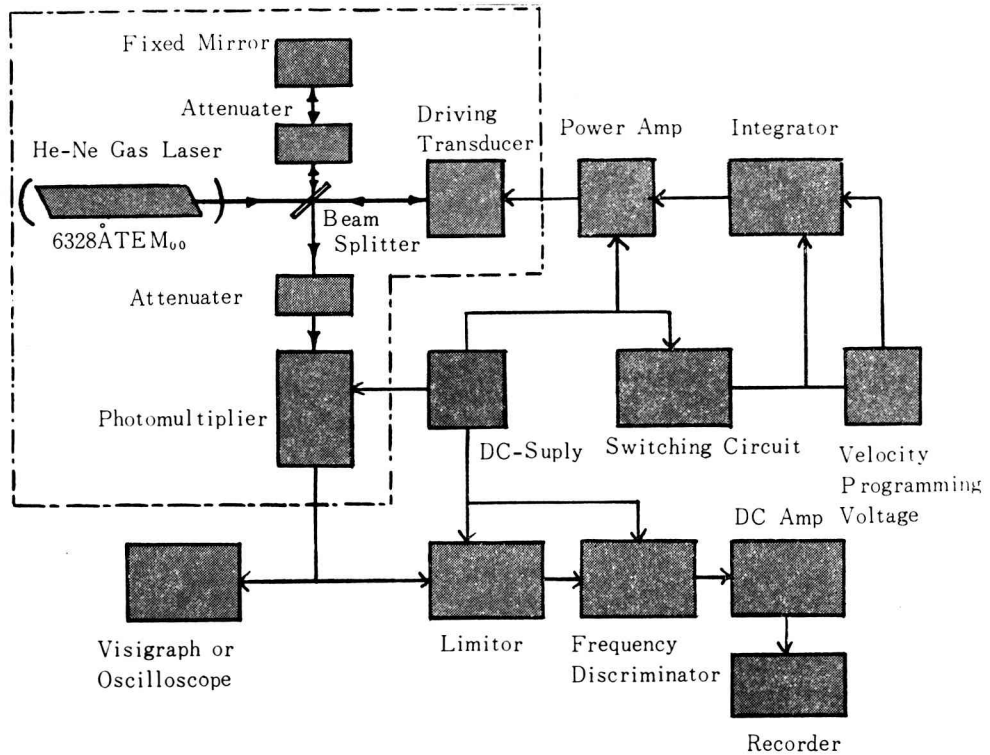 Fixed Mirror
Attenuater
He-Ne Gas Laser
6328ÅTEM₀₀
Beam
Splitter
Driving
Transducer
Power Amp
Integrator
Attenuater
Photomultiplier
DC-Suply
Switching Circuit
Velocity
Programming
Voltage
DC Amp
Visigraph or
Oscilloscope
Limitor
Frequency
Discriminator
Recorder